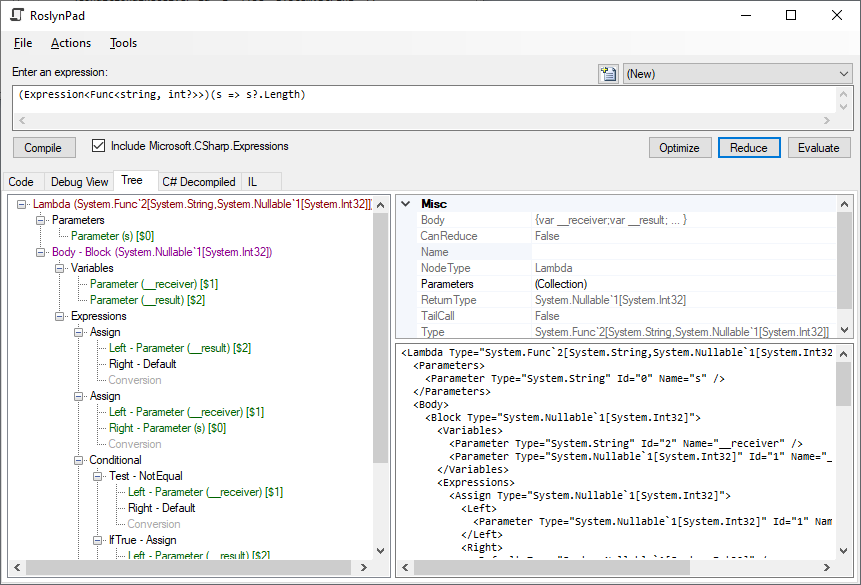 RoslynPad
File Actions Tools
Enter an expression:
(New)
(Expression<Func<string, int?>>)(s => s?.Length)
Compile
Include Microsoft.CSharp.Expressions
Optimize
Reduce
Evaluate
Code Debug View Tree C# Decompiled IL
Lambda (System.Func`2[System.String,System.Nullable`1[System.Int32]])
Parameters
Parameter (s) [$0]
Body - Block (System.Nullable`1[System.Int32])
Variables
Parameter (__receiver) [$1]
Parameter (__result) [$2]
Expressions
Assign
Left - Parameter (__result) [$2]
Right - Default
Conversion
Assign
Left - Parameter (__receiver) [$1]
Right - Parameter (s) [$0]
Conversion
Conditional
Test - NotEqual
Left - Parameter (__receiver) [$1]
Right - Default
Conversion
IfTrue - Assign
Left - Parameter (__result) [$2]
Misc
Body {var __receiver;var __result; ... }
CanReduce False
Name
NodeType Lambda
Parameters (Collection)
ReturnType System.Nullable`1[System.Int32]
TailCall False
Type System.Func`2[System.String,System.Nullable`1[System.Int32]]
<Lambda Type="System.Func`2[System.String,System.Nullable`1[System.Int32
<Parameters>
<Parameter Type="System.String" Id="0" Name="s" />
</Parameters>
<Body>
<Block Type="System.Nullable`1[System.Int32]">
<Variables>
<Parameter Type="System.String" Id="2" Name="__receiver" />
<Parameter Type="System.Nullable`1[System.Int32]" Id="1" Name="_
</Variables>
<Expressions>
<Assign Type="System.Nullable`1[System.Int32]">
<Left>
<Parameter Type="System.Nullable`1[System.Int32]" Id="1" Nam
</Left>
<Right>